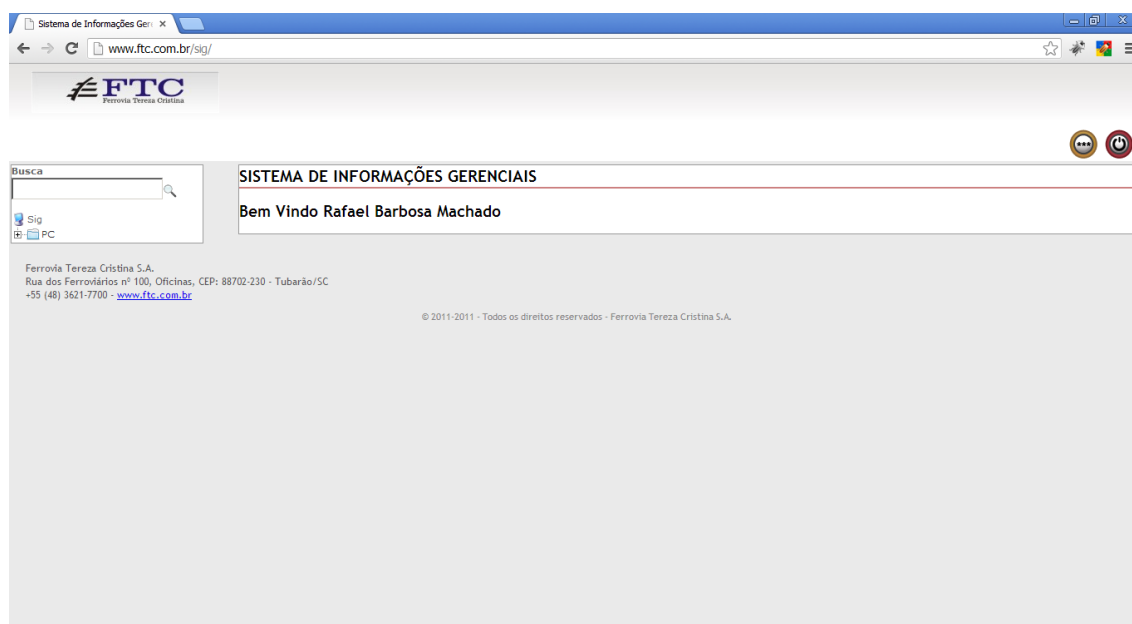 Sistema de Informações Ger
www.ftc.com.br/sig/
FTC
Ferrovia Tereza Cristina
Busca
SISTEMA DE INFORMAÇÕES GERENCIAIS
Bem Vindo Rafael Barbosa Machado
Sig
PC
Ferrovia Tereza Cristina S.A.
Rua dos Ferroviários nº 100, Oficinas, CEP: 88702-230 - Tubarão/SC
+55 (48) 3621-7700 - www.ftc.com.br
© 2011-2011 - Todos os direitos reservados - Ferrovia Tereza Cristina S.A.